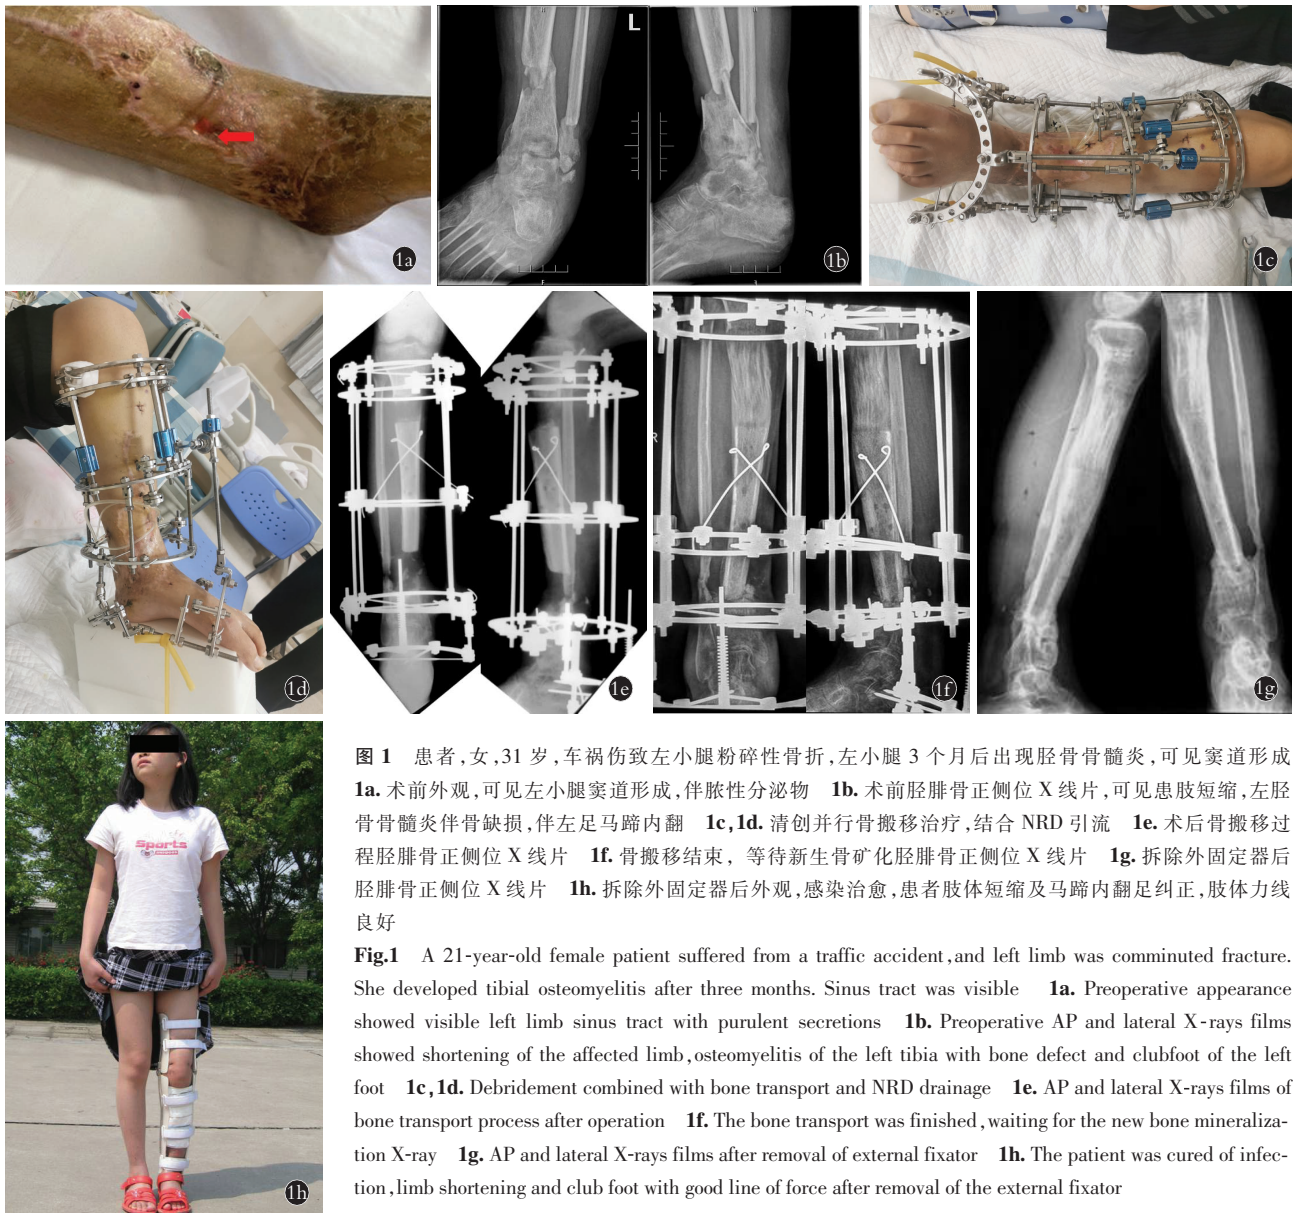 1a
L
1b
1c
1d
1e
R
1f
1g
Sports
1h
图 1 患者,女,31 岁,车祸伤致左小腿粉碎性骨折,左小腿 3 个月后出现胫骨骨髓炎,可见窦道形成
1a. 术前外观,可见左小腿窦道形成,伴脓性分泌物 1b. 术前胫腓骨正侧位 X 线片,可见患肢短缩,左胫
骨骨髓炎伴骨缺损,伴左足马蹄内翻 1c,1d. 清创并行骨搬移治疗,结合 NRD 引流 1e. 术后骨搬移过
程胫腓骨正侧位 X 线片 1f. 骨搬移结束, 等待新生骨矿化胫腓骨正侧位 X 线片 1g. 拆除外固定器后
胫腓骨正侧位 X 线片 1h. 拆除外固定器后外观,感染治愈,患者肢体短缩及马蹄内翻足纠正,肢体力线
良好
Fig.1 A 21-year-old female patient suffered from a traffic accident,and left limb was comminuted fracture.
She developed tibial osteomyelitis after three months. Sinus tract was visible 1a. Preoperative appearance
showed visible left limb sinus tract with purulent secretions 1b. Preoperative AP and lateral X-rays films
showed shortening of the affected limb,osteomyelitis of the left tibia with bone defect and clubfoot of the left
foot 1c,1d. Debridement combined with bone transport and NRD drainage 1e. AP and lateral X-rays films of
bone transport process after operation 1f. The bone transport was finished,waiting for the new bone mineraliza-
tion X-ray 1g. AP and lateral X-rays films after removal of external fixator 1h. The patient was cured of infec-
tion,limb shortening and club foot with good line of force after removal of the external fixator